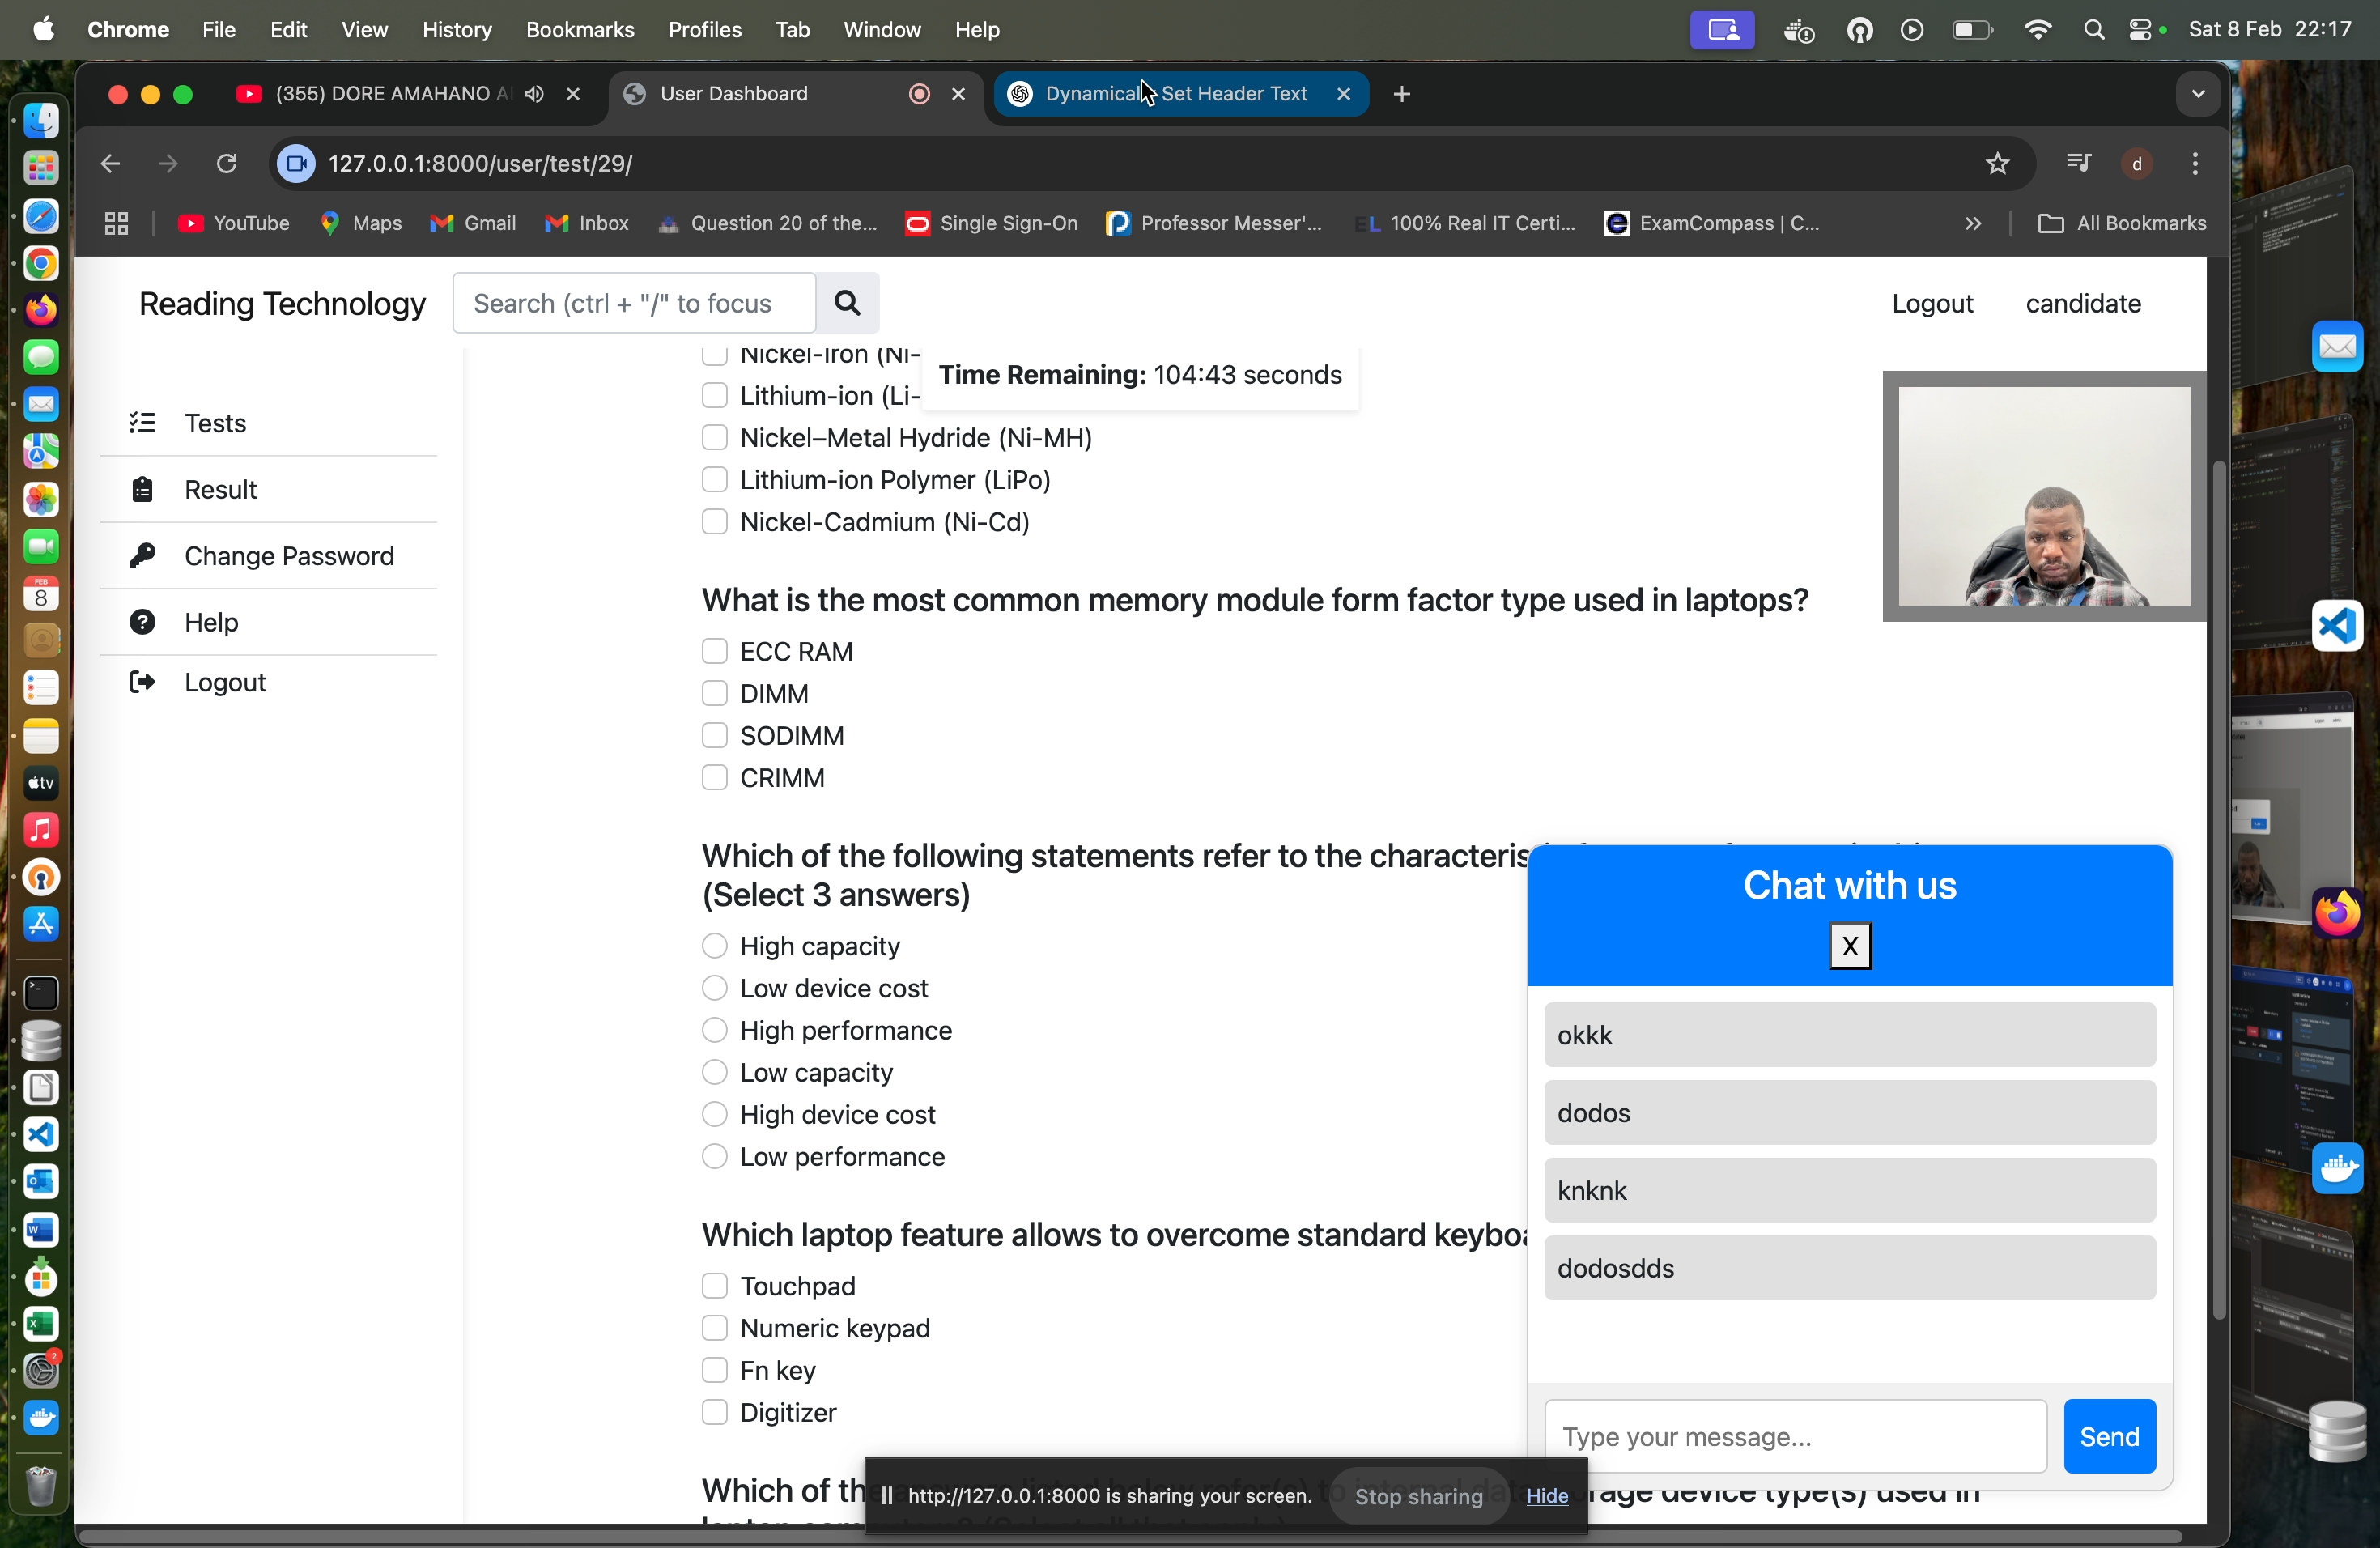 Chrome File Edit View History Bookmarks Profiles Tab Window Help Sat 8 Feb 22:17
(355) DORE AMAHANO A User Dashboard Dynamical Set Header Text
127.0.0.1:8000/user/test/29/ d
YouTube Maps Gmail Inbox Question 20 of the... Single Sign-On Professor Messer'... EL 100% Real IT Certi... ExamCompass | C... All Bookmarks
Reading Technology Search (ctrl + "/" to focus Logout candidate
Tests
Result
Change Password
Help
Logout
Time Remaining: 104:43 seconds
Nickel-Iron (Ni-
Lithium-ion (Li-
Nickel–Metal Hydride (Ni-MH)
Lithium-ion Polymer (LiPo)
Nickel-Cadmium (Ni-Cd)
What is the most common memory module form factor type used in laptops?
ECC RAM
DIMM
SODIMM
CRIMM
Which of the following statements refer to the
(Select 3 answers)
High capacity
Low device cost
High performance
Low capacity
High device cost
Low performance
Which laptop feature allows to overcome standard
Touchpad
Numeric keypad
Fn key
Digitizer
Which of device type(s) used in
Chat with us
X
okkk
dodos
knknk
dodosdds
Type your message... Send
http://127.0.0.1:8000 is sharing your screen. Stop sharing Hide
FEB
8
tv
2